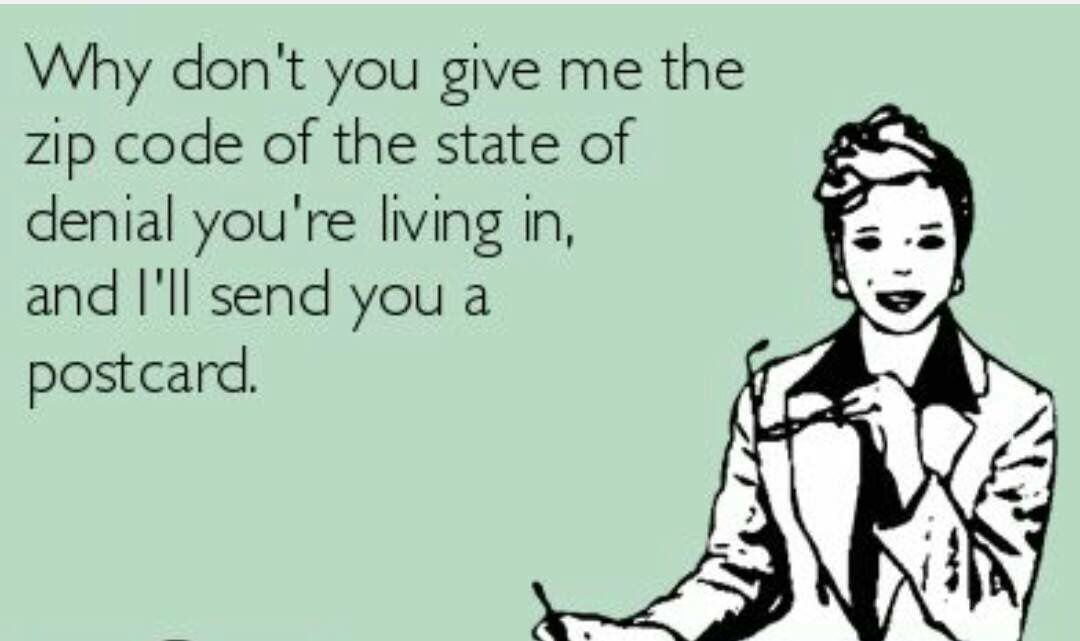 Why don't you give me the
zip code of the state of
denial you're living in,
and I'll send you a
postcard.